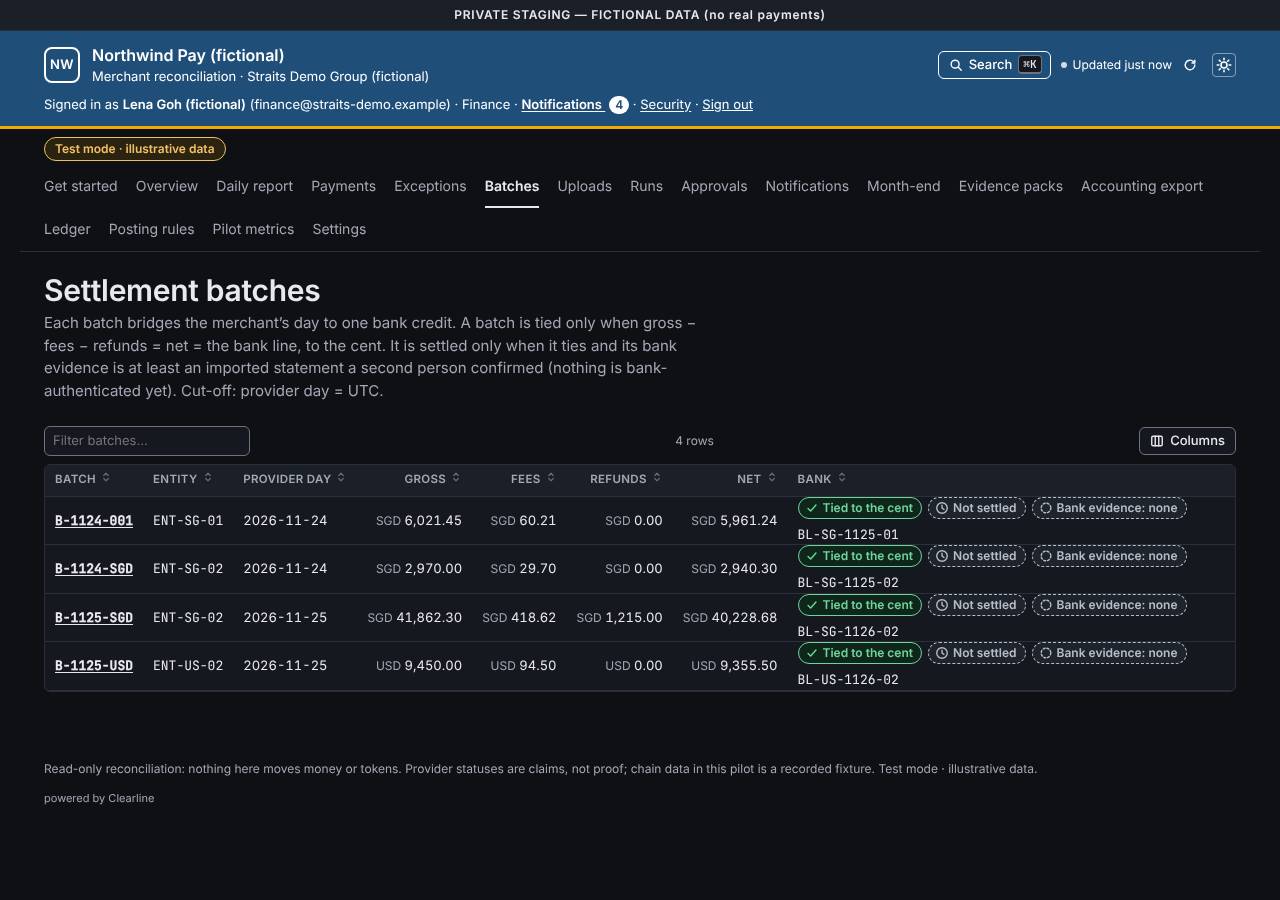 PRIVATE STAGING — FICTIONAL DATA (no real payments)
NW
Northwind Pay (fictional)
Merchant reconciliation · Straits Demo Group (fictional)
Search ⌘K
Updated just now
Signed in as Lena Goh (fictional) (finance@straits-demo.example) · Finance · Notifications 4 · Security · Sign out
Test mode · illustrative data
Get started Overview Daily report Payments Exceptions Batches Uploads Runs Approvals Notifications Month-end Evidence packs Accounting export
Ledger Posting rules Pilot metrics Settings
Settlement batches
Each batch bridges the merchant’s day to one bank credit. A batch is tied only when gross −
fees − refunds = net = the bank line, to the cent. It is settled only when it ties and its bank
evidence is at least an imported statement a second person confirmed (nothing is bank-
authenticated yet). Cut-off: provider day = UTC.
Filter batches…
4 rows
Columns
BATCH ENTITY PROVIDER DAY GROSS FEES REFUNDS NET BANK
B-1124-001 ENT-SG-01 2026-11-24 SGD 6,021.45 SGD 60.21 SGD 0.00 SGD 5,961.24 Tied to the cent Not settled Bank evidence: none
BL-SG-1125-01
B-1124-SGD ENT-SG-02 2026-11-24 SGD 2,970.00 SGD 29.70 SGD 0.00 SGD 2,940.30 Tied to the cent Not settled Bank evidence: none
BL-SG-1125-02
B-1125-SGD ENT-SG-02 2026-11-25 SGD 41,862.30 SGD 418.62 SGD 1,215.00 SGD 40,228.68 Tied to the cent Not settled Bank evidence: none
BL-SG-1126-02
B-1125-USD ENT-US-02 2026-11-25 USD 9,450.00 USD 94.50 USD 0.00 USD 9,355.50 Tied to the cent Not settled Bank evidence: none
BL-US-1126-02
Read-only reconciliation: nothing here moves money or tokens. Provider statuses are claims, not proof; chain data in this pilot is a recorded fixture. Test mode · illustrative data.
powered by Clearline